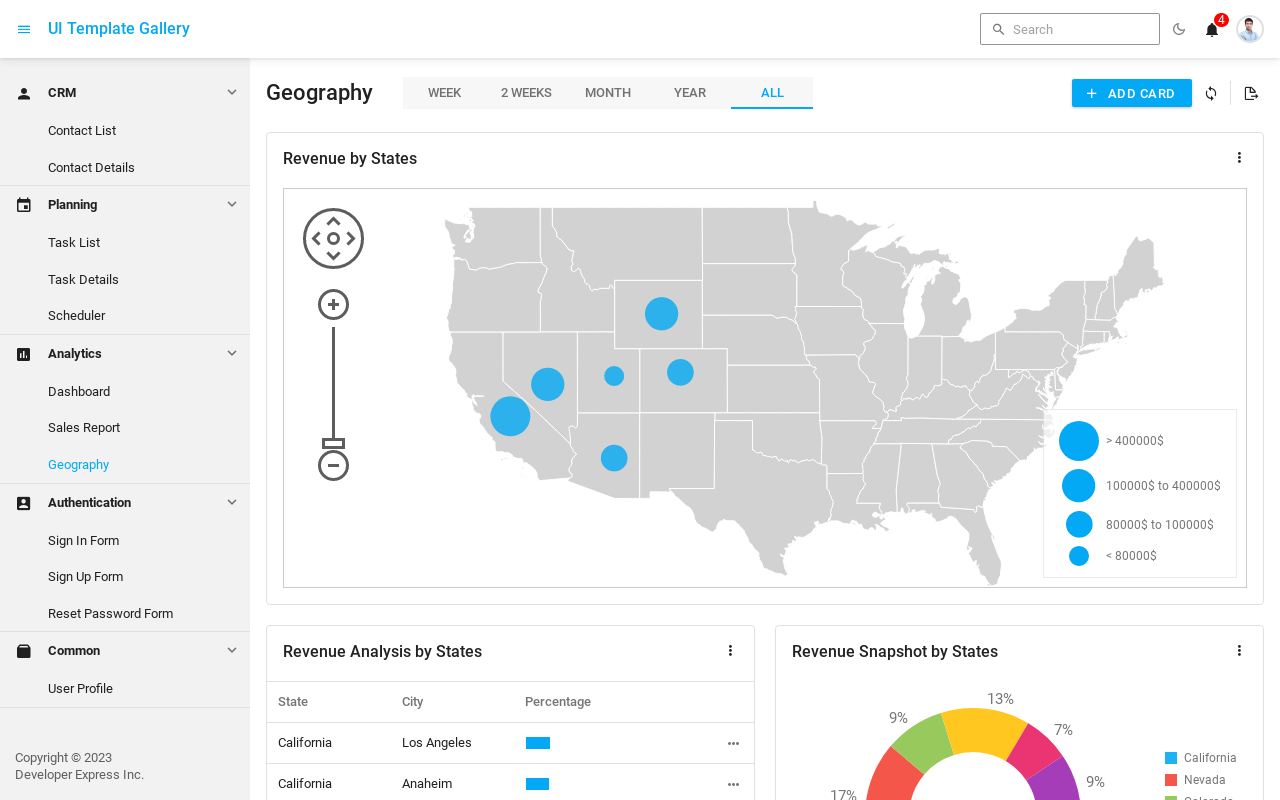 UI Template Gallery
Search
4
CRM
Contact List
Contact Details
Planning
Task List
Task Details
Scheduler
Analytics
Dashboard
Sales Report
Geography
Authentication
Sign In Form
Sign Up Form
Reset Password Form
Common
User Profile
Copyright © 2023
Developer Express Inc.
Geography
WEEK
2 WEEKS
MONTH
YEAR
ALL
ADD CARD
Revenue by States
> 400000$
100000$ to 400000$
80000$ to 100000$
< 80000$
Revenue Analysis by States
State City Percentage
California Los Angeles
California Anaheim
Revenue Snapshot by States
13%
9%
7%
9%
17%
California
Nevada
Colorado